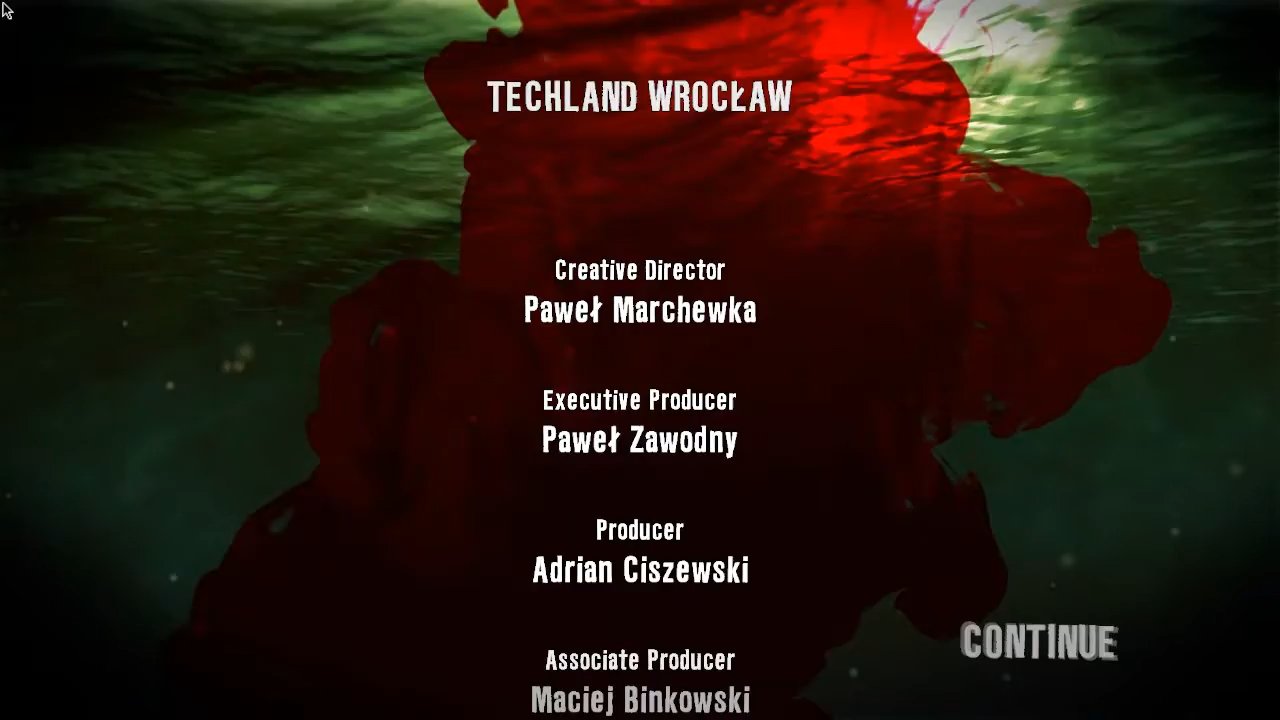 TECHLAND WROCŁAW
Creative Director
Paweł Marchewka
Executive Producer
Paweł Zawodny
Producer
Adrian Ciszewski
CONTINUE
Associate Producer
Maciej Binkowski